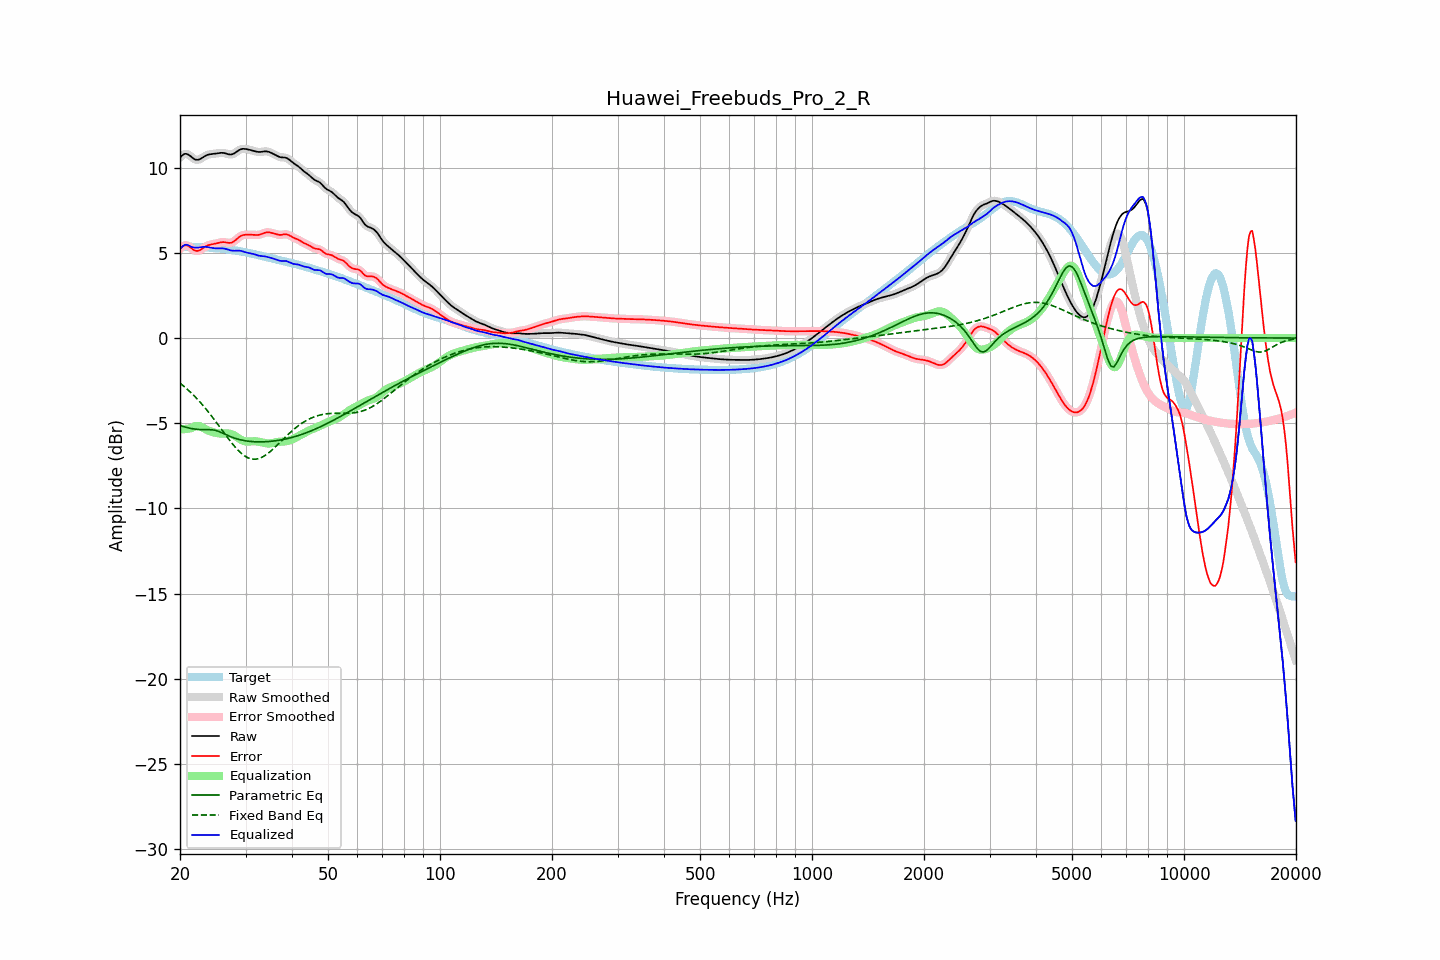 Huawei_Freebuds_Pro_2_R
10
5
0
−5
−10
−15
−20
−25
−30
Amplitude (dBr)
Target
Raw Smoothed
Error Smoothed
Raw
Error
Equalization
Parametric Eq
Fixed Band Eq
Equalized
20 50 100 200 500 1000 2000 5000 10000 20000
Frequency (Hz)